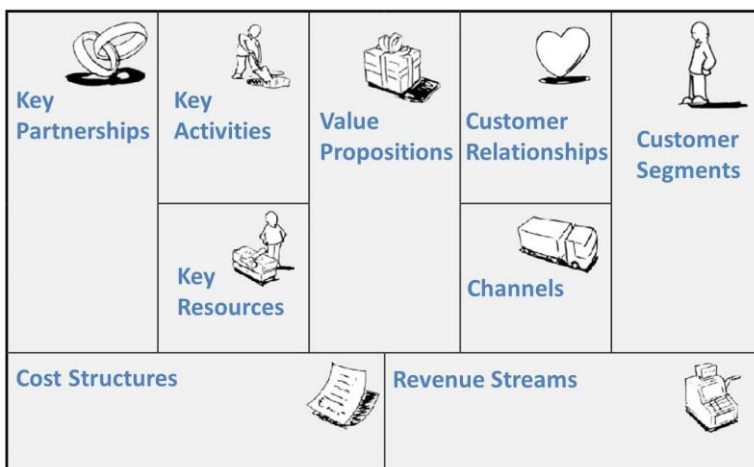 Key
Partnerships
Key
Activities
Key
Resources
Value
Propositions
Customer
Relationships
Channels
Customer
Segments
Cost Structures
Revenue Streams